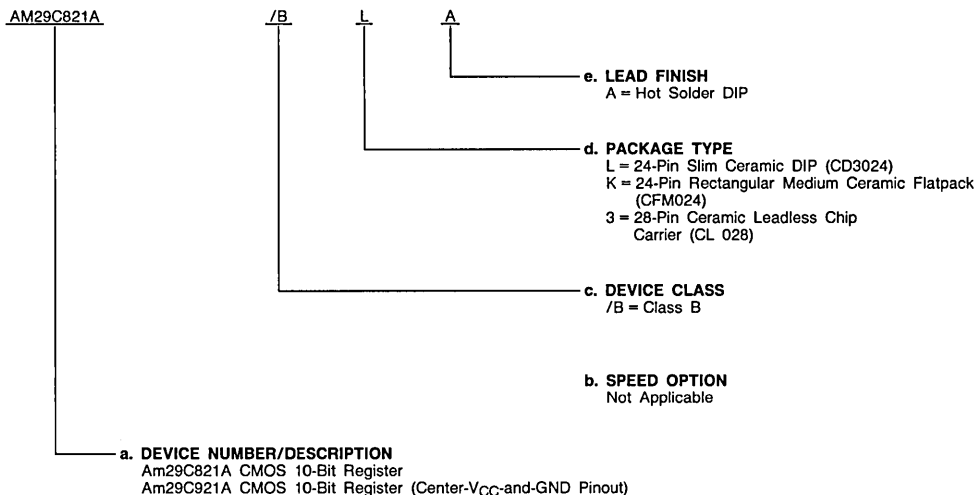 AM29C821A /B L A
e. LEAD FINISH
A = Hot Solder DIP
d. PACKAGE TYPE
L = 24-Pin Slim Ceramic DIP (CD3024)
K = 24-Pin Rectangular Medium Ceramic Flatpack
(CFM024)
3 = 28-Pin Ceramic Leadless Chip
Carrier (CL 028)
c. DEVICE CLASS
/B = Class B
b. SPEED OPTION
Not Applicable
a. DEVICE NUMBER/DESCRIPTION
Am29C821A CMOS 10-Bit Register
Am29C921A CMOS 10-Bit Register (Center-VCC-and-GND Pinout)